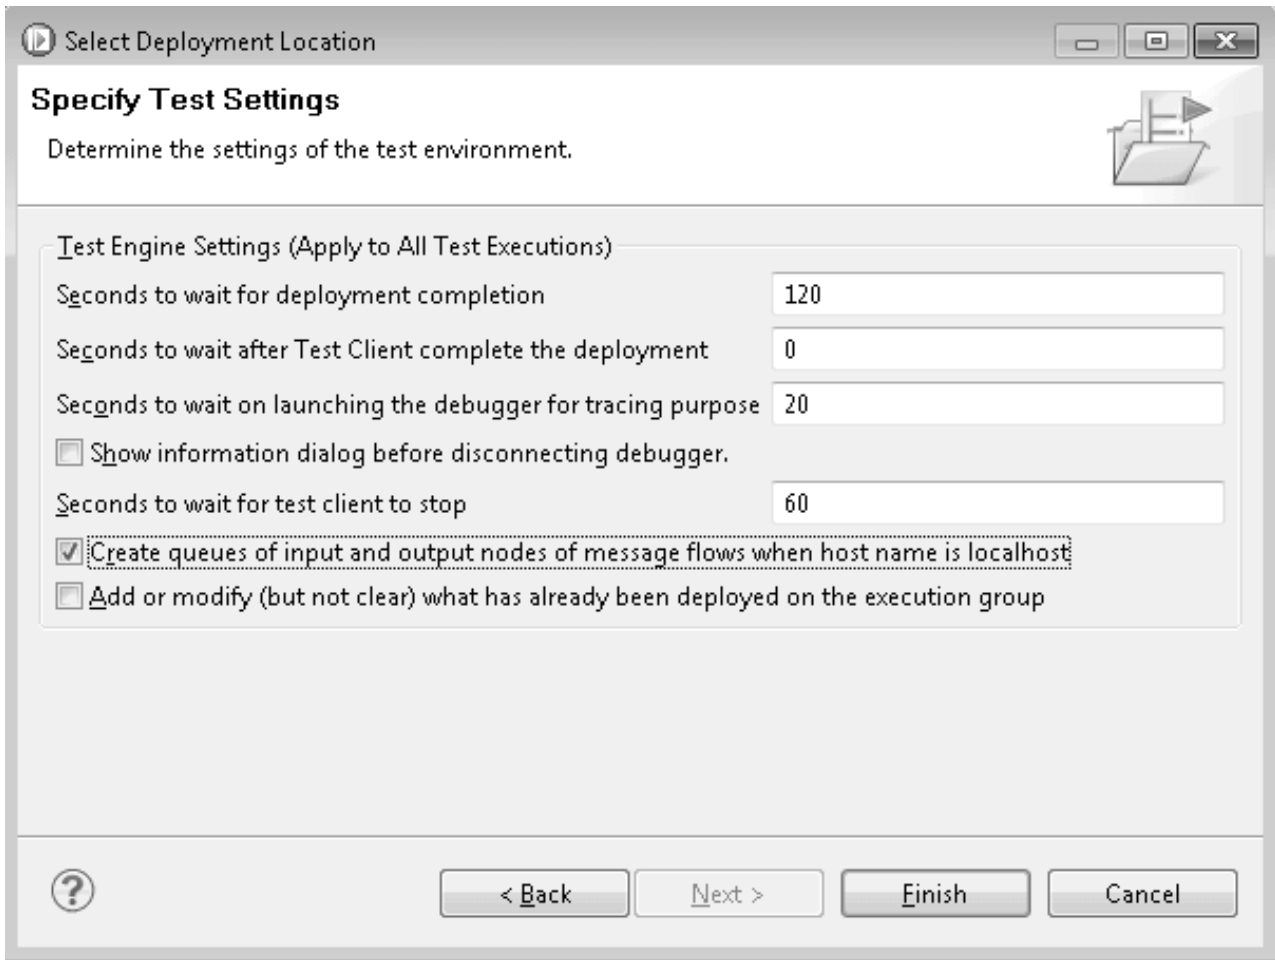 Select Deployment Location
Specify Test Settings
Determine the settings of the test environment.
Test Engine Settings (Apply to All Test Executions)
Seconds to wait for deployment completion 120
Seconds to wait after Test Client complete the deployment 0
Seconds to wait on launching the debugger for tracing purpose 20
Show information dialog before disconnecting debugger.
Seconds to wait for test client to stop 60
Create queues of input and output nodes of message flows when host name is localhost
Add or modify (but not clear) what has already been deployed on the execution group
? < Back Next > Finish Cancel